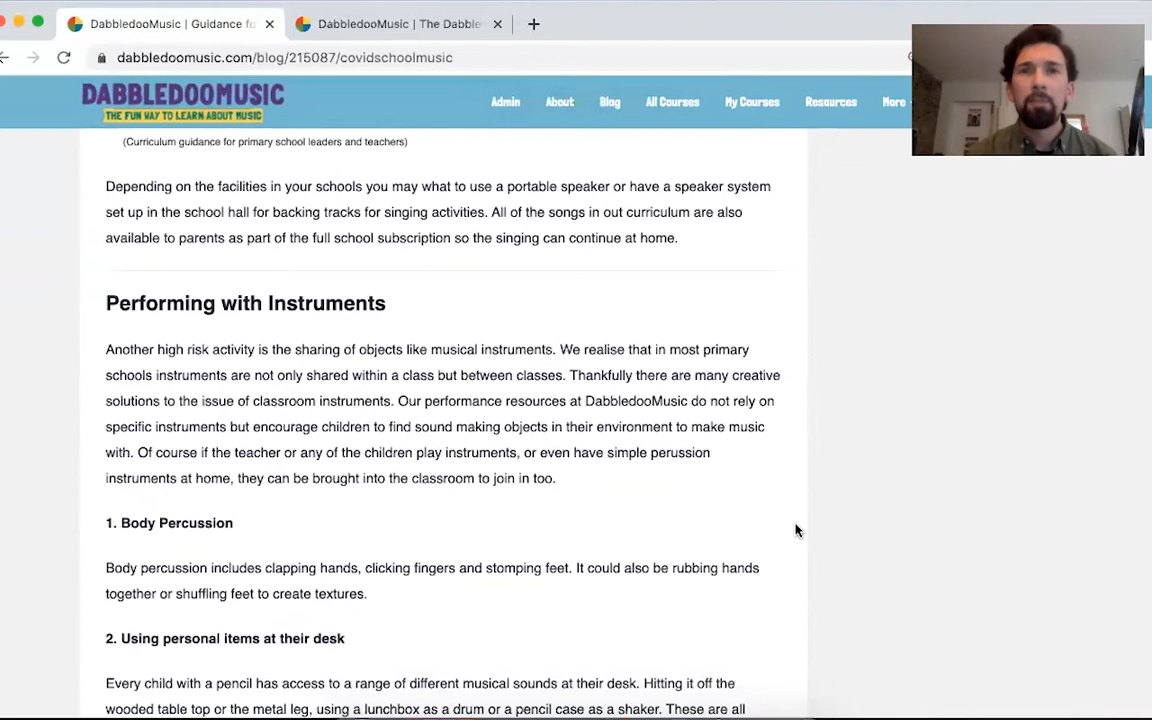 DabbledooMusic | Guidance fo
DabbledooMusic | The Dabble
dabbledoomusic.com/blog/215087/covidschoolmusic
DABBLEDOOMUSIC
THE FUN WAY TO LEARN ABOUT MUSIC
Admin About Blog All Courses My Courses Resources More
(Curriculum guidance for primary school leaders and teachers)
Depending on the facilities in your schools you may what to use a portable speaker or have a speaker system
set up in the school hall for backing tracks for singing activities. All of the songs in out curriculum are also
available to parents as part of the full school subscription so the singing can continue at home.
Performing with Instruments
Another high risk activity is the sharing of objects like musical instruments. We realise that in most primary
schools instruments are not only shared within a class but between classes. Thankfully there are many creative
solutions to the issue of classroom instruments. Our performance resources at DabbledooMusic do not rely on
specific instruments but encourage children to find sound making objects in their environment to make music
with. Of course if the teacher or any of the children play instruments, or even have simple perussion
instruments at home, they can be brought into the classroom to join in too.
1. Body Percussion
Body percussion includes clapping hands, clicking fingers and stomping feet. It could also be rubbing hands
together or shuffling feet to create textures.
2. Using personal items at their desk
Every child with a pencil has access to a range of different musical sounds at their desk. Hitting it off the
wooded table top or the metal leg, using a lunchbox as a drum or a pencil case as a shaker. These are all